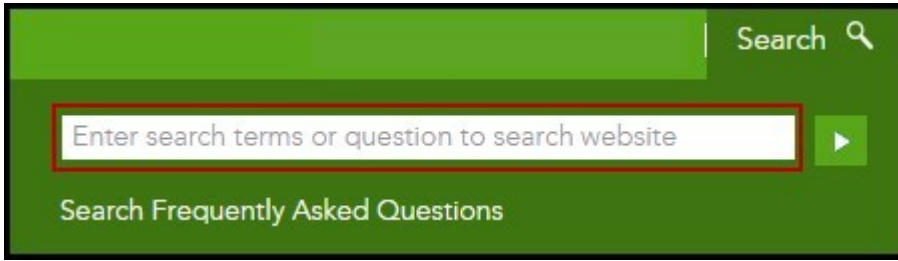 Search
Enter search terms or question to search website
Search Frequently Asked Questions